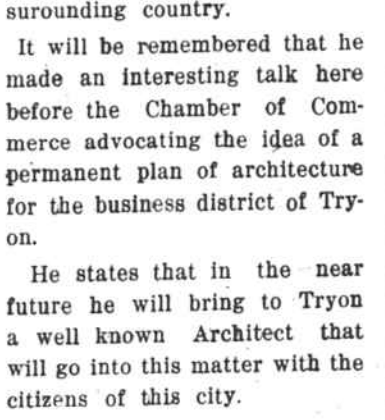 surounding country.
It will be remembered that he
made an interesting talk here
before the Chamber of Com-
merce advocating the idea of a
permanent plan of architecture
for the business district of Try-
on.
He states that in the near
future he will bring to Tryon
a well known Architect that
will go into this matter with the
citizens of this city.